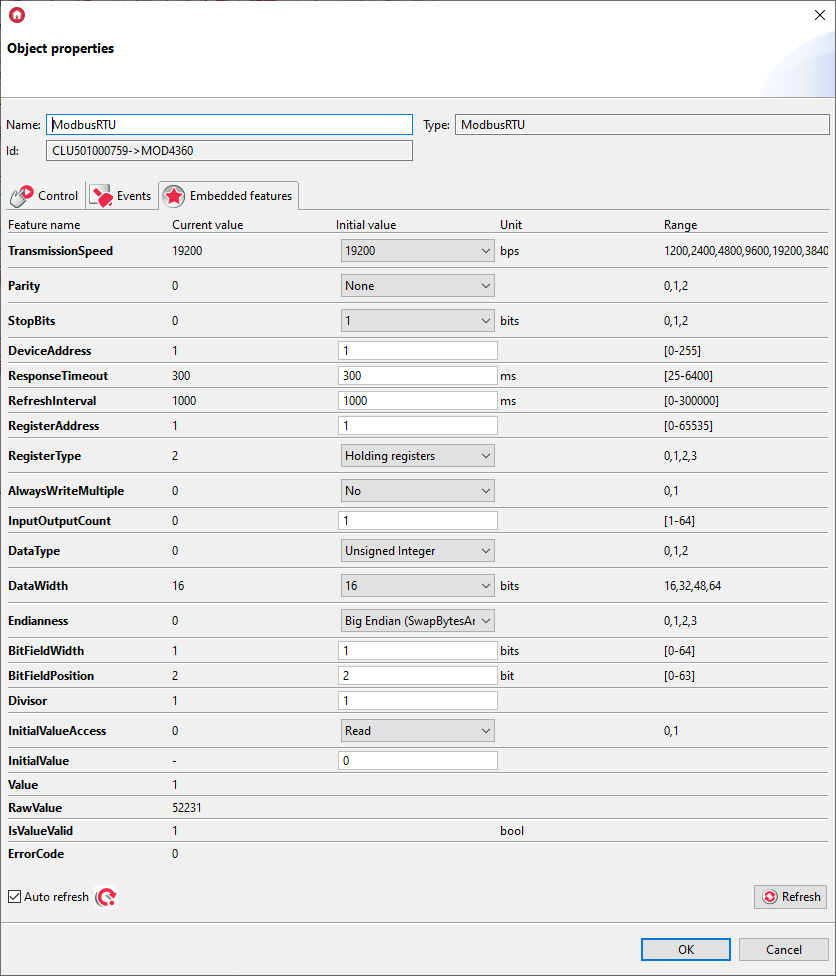 Object properties
Name: ModbusRTU Type: ModbusRTU
Id: CLU501000759->MOD4360
Control Events Embedded features
Feature name Current value Initial value Unit Range
TransmissionSpeed 19200 19200 bps 1200,2400,4800,9600,19200,3840
Parity 0 None 0,1,2
StopBits 0 1 bits 0,1,2
DeviceAddress 1 1 [0-255]
ResponseTimeout 300 300 ms [25-6400]
RefreshInterval 1000 1000 ms [0-300000]
RegisterAddress 1 1 [0-65535]
RegisterType 2 Holding registers 0,1,2,3
AlwaysWriteMultiple 0 No 0,1
InputOutputCount 0 1 [1-64]
DataType 0 Unsigned Integer 0,1,2
DataWidth 16 16 bits 16,32,48,64
Endianness 0 Big Endian (SwapBytesAr 0,1,2,3
BitFieldWidth 1 1 bits [0-64]
BitFieldPosition 2 2 bit [0-63]
Divisor 1 1
InitialValueAccess 0 Read 0,1
InitialValue - 0
Value 1
RawValue 52231
IsValueValid 1 bool
ErrorCode 0
Auto refresh Refresh
OK Cancel